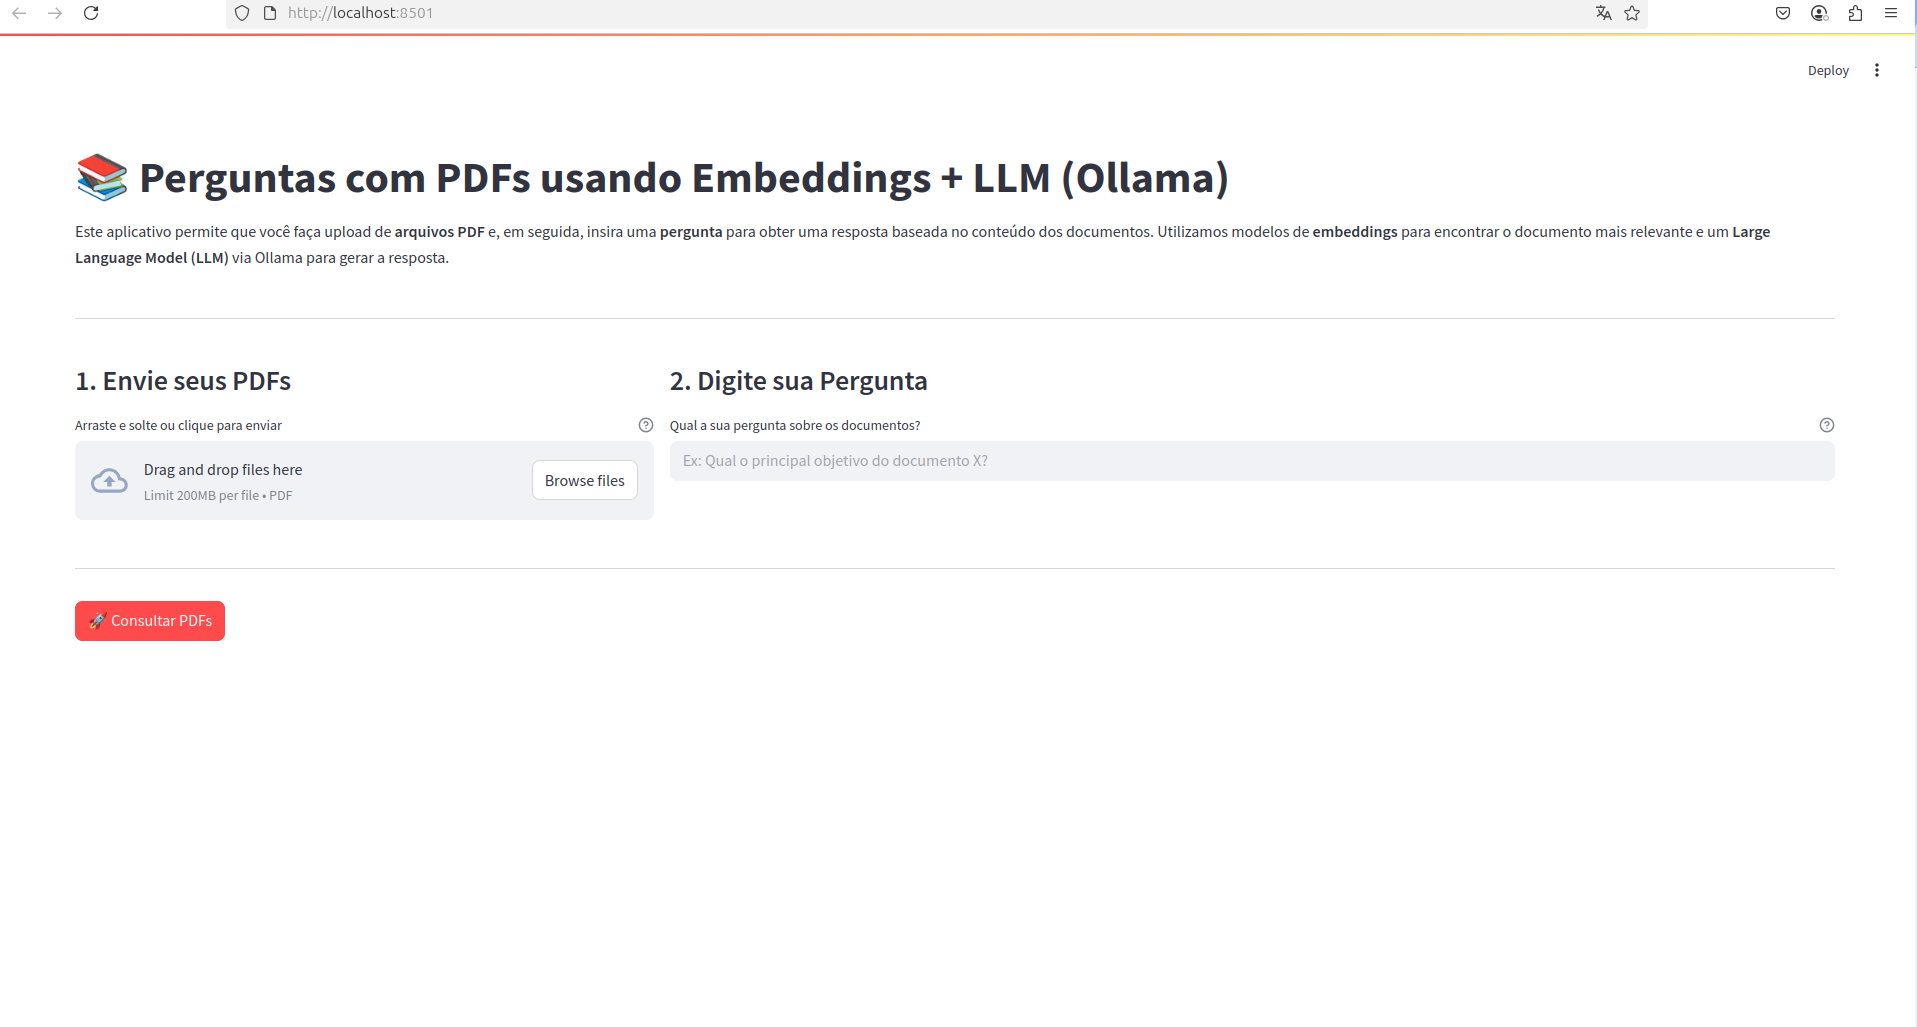 http://localhost:8501
Deploy
📚 Perguntas com PDFs usando Embeddings + LLM (Ollama)
Este aplicativo permite que você faça upload de arquivos PDF e, em seguida, insira uma pergunta para obter uma resposta baseada no conteúdo dos documentos. Utilizamos modelos de embeddings para encontrar o documento mais relevante e um Large
Language Model (LLM) via Ollama para gerar a resposta.
1. Envie seus PDFs
Arraste e solte ou clique para enviar
Drag and drop files here
Limit 200MB per file • PDF
Browse files
2. Digite sua Pergunta
Qual a sua pergunta sobre os documentos?
Ex: Qual o principal objetivo do documento X?
🚀 Consultar PDFs